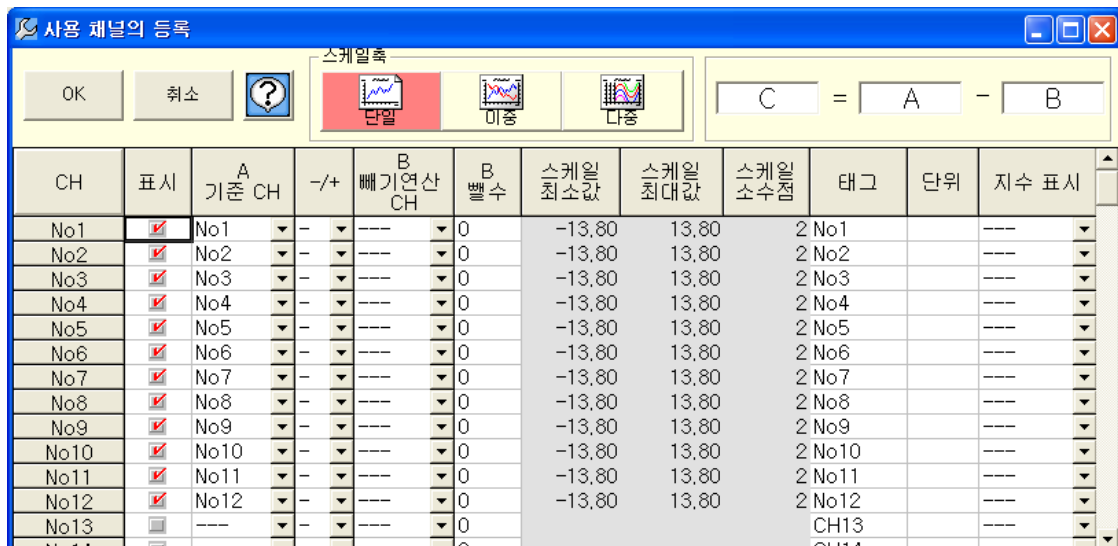 사용 채널의 등록
OK 취소 스케일축 단일 이중 다중 C = A - B
CH 표시 A 기준 CH -/+ B 빼기연산 CH B 뺄수 스케일 최소값 스케일 최대값 스케일 소수점 태그 단위 지수 표시
No1 No1 - --- 0 -13,80 13,80 2 No1 ---
No2 No2 - --- 0 -13,80 13,80 2 No2 ---
No3 No3 - --- 0 -13,80 13,80 2 No3 ---
No4 No4 - --- 0 -13,80 13,80 2 No4 ---
No5 No5 - --- 0 -13,80 13,80 2 No5 ---
No6 No6 - --- 0 -13,80 13,80 2 No6 ---
No7 No7 - --- 0 -13,80 13,80 2 No7 ---
No8 No8 - --- 0 -13,80 13,80 2 No8 ---
No9 No9 - --- 0 -13,80 13,80 2 No9 ---
No10 No10 - --- 0 -13,80 13,80 2 No10 ---
No11 No11 - --- 0 -13,80 13,80 2 No11 ---
No12 No12 - --- 0 -13,80 13,80 2 No12 ---
No13 --- - --- 0 CH13 ---